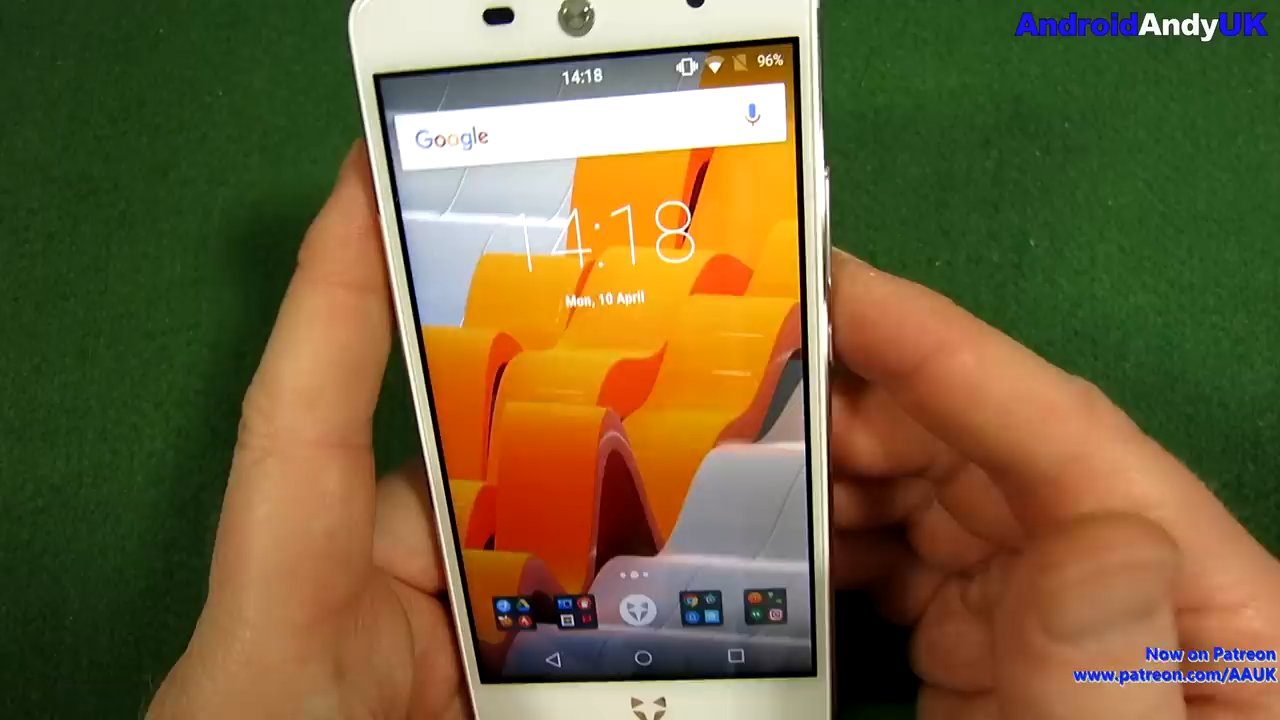 AndroidAndyUK
14:18
96%
Google
14:18
Mon, 10 April
Now on Patreon
www.patreon.com/AAUK